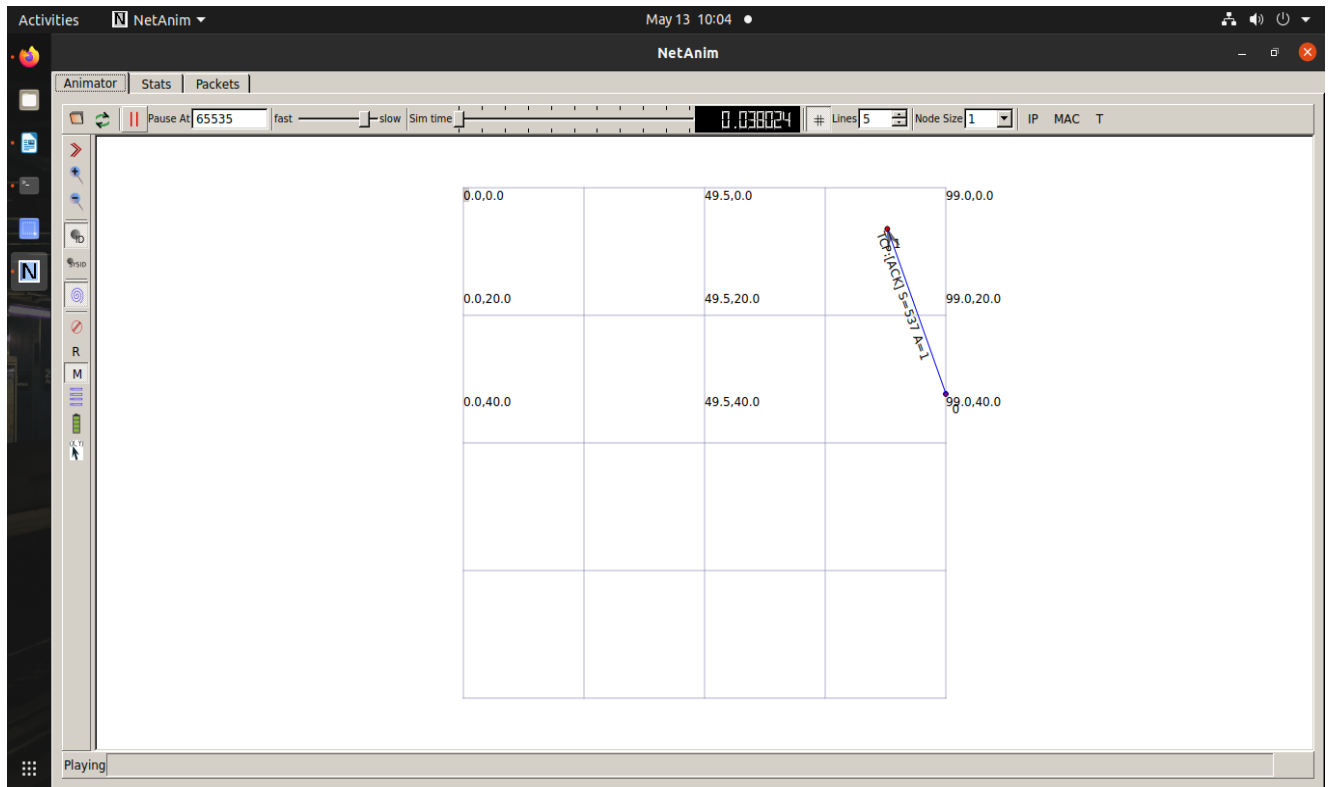 Activities NetAnim May 13 10:04
NetAnim
Animator Stats Packets
Pause At 65535 fast slow Sim time 0.038024 # Lines 5 Node Size 1 IP MAC T
ID
SYSID
R
M
0.0,0.0 49.5,0.0 99.0,0.0
TCP:[ACK] S=537 A=1
0.0,20.0 49.5,20.0 99.0,20.0
0.0,40.0 49.5,40.0 99.0,40.0
0
Playing